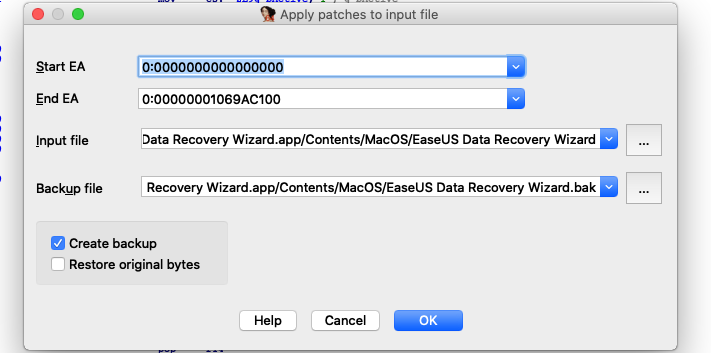 Apply patches to input file
Start EA
0:0000000000000000
End EA
0:00000001069AC100
Input file
Data Recovery Wizard.app/Contents/MacOS/EaseUS Data Recovery Wizard
...
Backup file
Recovery Wizard.app/Contents/MacOS/EaseUS Data Recovery Wizard.bak
...
Create backup
Restore original bytes
Help
Cancel
OK